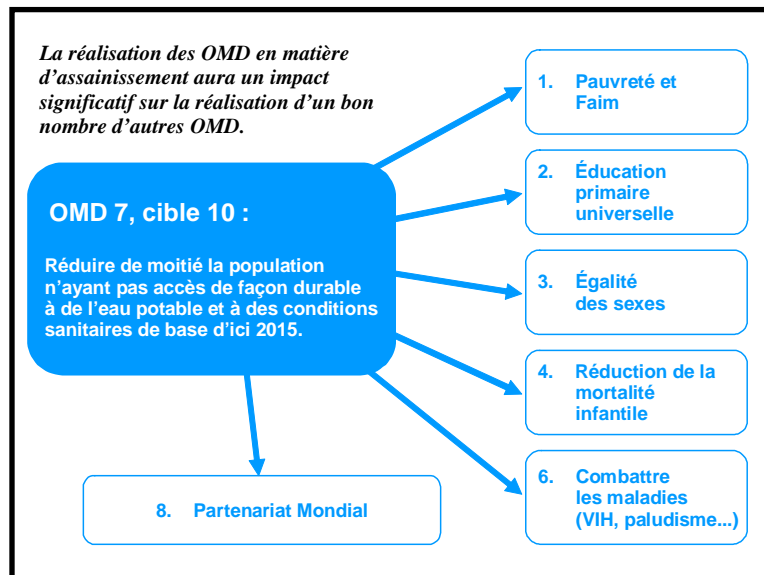 La réalisation des OMD en matière
d'assainissement aura un impact
significatif sur la réalisation d'un bon
nombre d'autres OMD.
OMD 7, cible 10 :
Réduire de moitié la population
n'ayant pas accès de façon durable
à de l'eau potable et à des conditions
sanitaires de base d'ici 2015.
1. Pauvreté et
Faim
2. Éducation
primaire
universelle
3. Égalité
des sexes
4. Réduction de la
mortalité
infantile
6. Combattre
les maladies
(VIH, paludisme...)
8. Partenariat Mondial